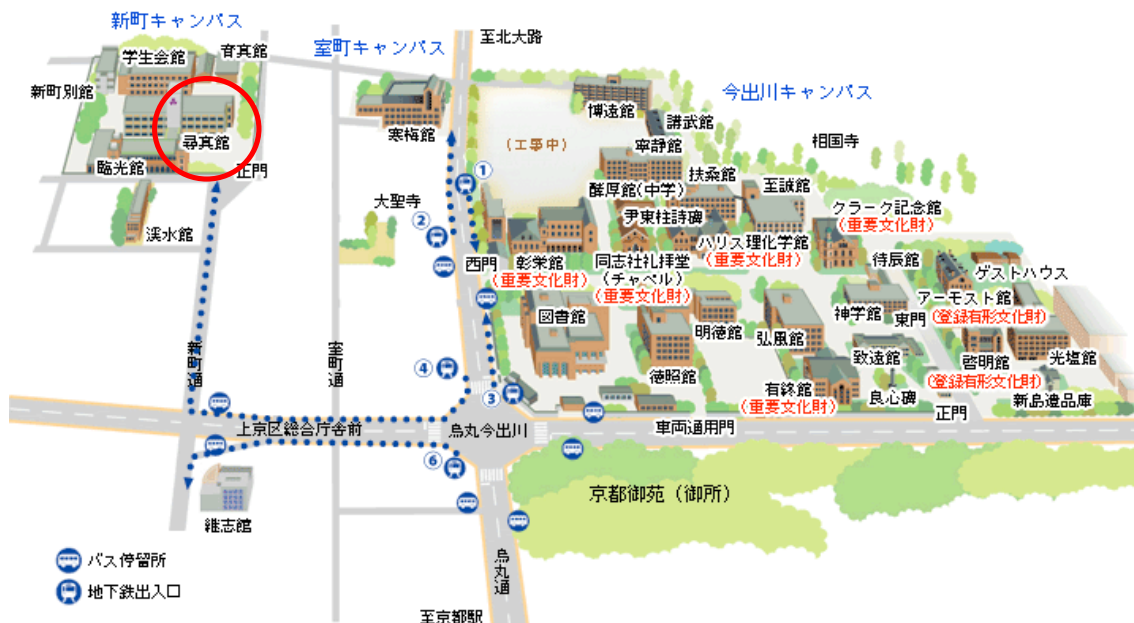 新町キャンパス
学生会館
育真館
新町別館
尋真館
臨光館
正門
渓水館
室町キャンパス
寒梅館
至北大路
大聖寺
①
②
西門
今出川キャンパス
(工事中)
博遠館
講武館
寧静館
相国寺
扶桑館
至誠館
醇厚館(中学)
尹東柱詩碑
クラーク記念館
(重要文化財)
ハリス理化学館
(重要文化財)
彰栄館
(重要文化財)
同志社礼拝堂
(チャペル)
(重要文化財)
待辰館
ゲストハウス
アーモスト館
(登録有形文化財)
図書館
明徳館
弘風館
神学館
東門
致遠館
啓明館
(登録有形文化財)
光塩館
徳照館
有終館
(重要文化財)
良心碑
正門
新島遺品庫
新町通
室町通
④
③
上京区総合庁舎前
烏丸今出川
車両通用門
⑥
京都御苑(御所)
継志館
烏丸通
バス停留所
地下鉄出入口
至京都駅